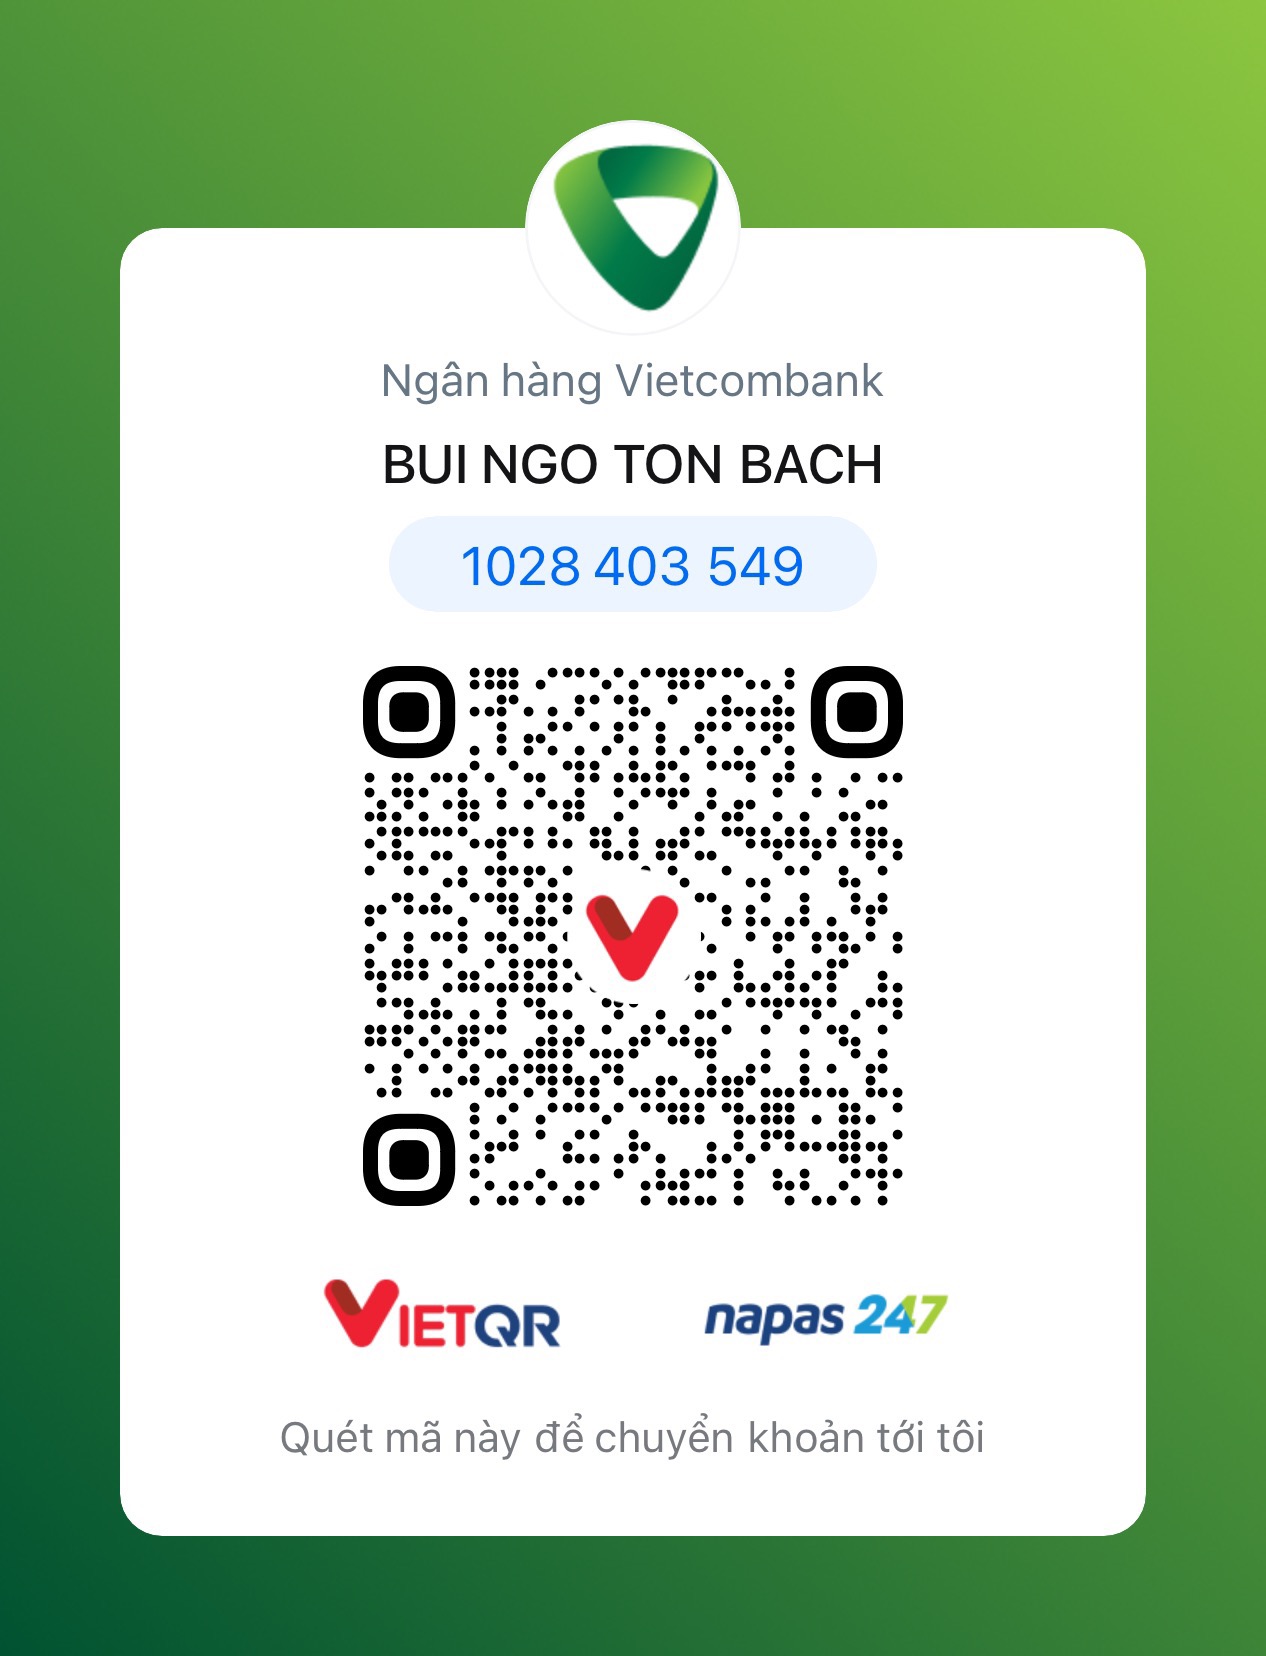 Ngân hàng Vietcombank
BUI NGO TON BACH
1028 403 549
VIETQR
napas 247
Quét mã này để chuyển khoản tới tôi